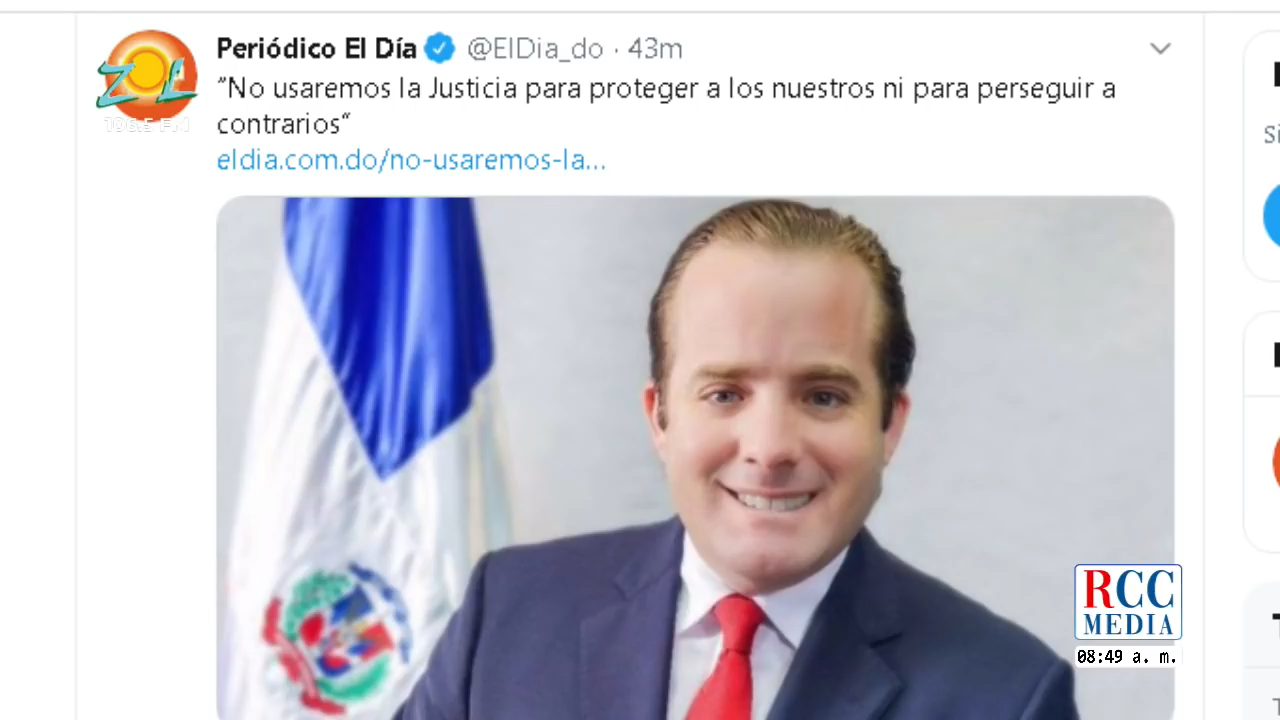 Periódico El Día @ElDia_do · 43m
“No usaremos la Justicia para proteger a los nuestros ni para perseguir a
contrarios“
eldia.com.do/no-usaremos-la...
ZOL
106.5 FM
RCC
MEDIA
08:49 a. m.